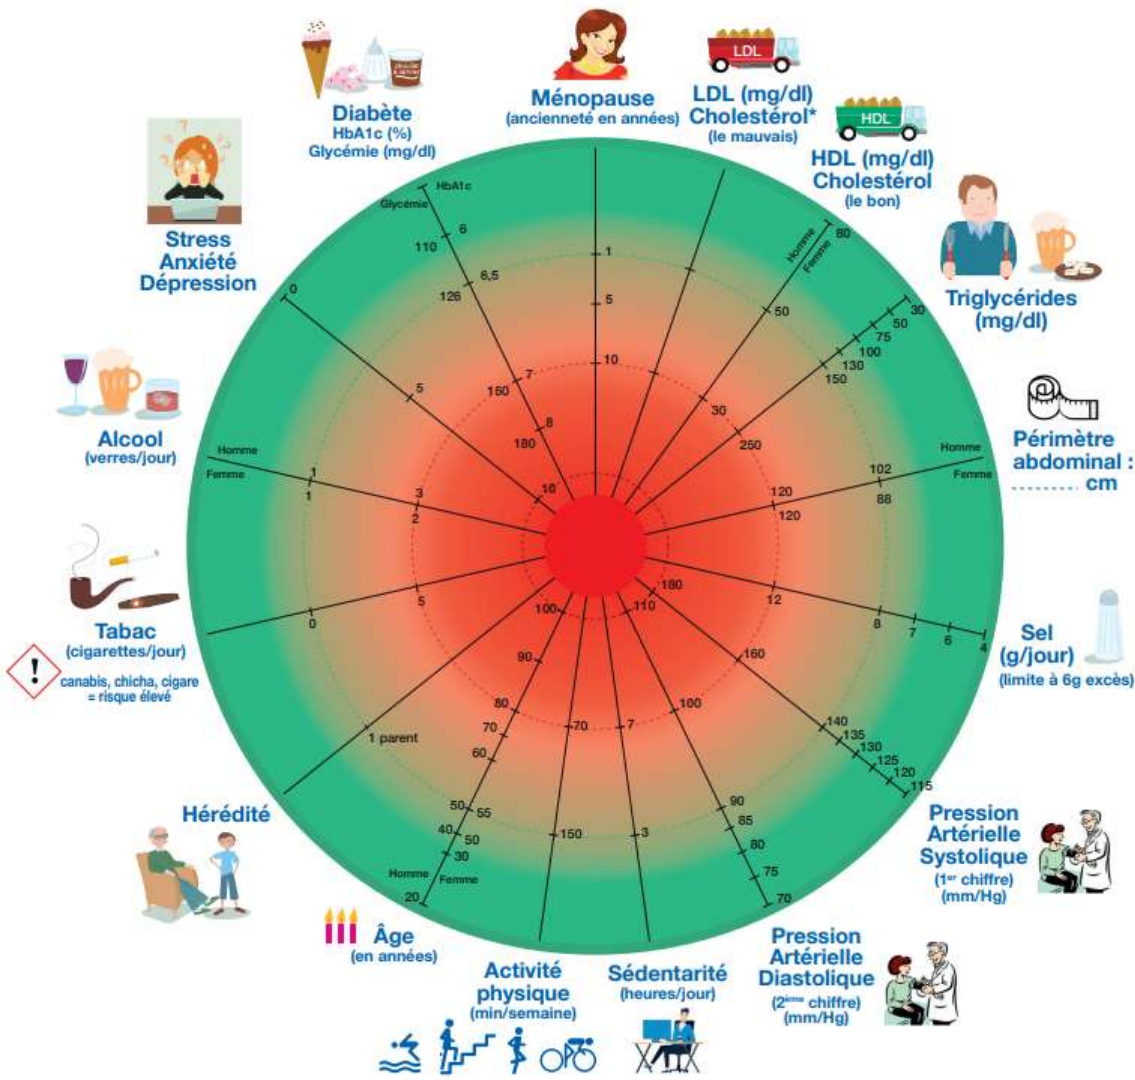 Ménopause
(ancienneté en années)
LDL
LDL (mg/dl)
Cholestérol*
(le mauvais)
HDL
HDL (mg/dl)
Cholestérol
(le bon)
Triglycérides
(mg/dl)
Périmètre
abdominal :
........... cm
Sel
(g/jour)
(limite à 6g excès)
Pression
Artérielle
Systolique
(1er chiffre)
(mm/Hg)
Pression
Artérielle
Diastolique
(2ième chiffre)
(mm/Hg)
Sédentarité
(heures/jour)
Activité
physique
(min/semaine)
Âge
(en années)
Hérédité
Tabac
(cigarettes/jour)
!
canabis, chicha, cigare
= risque élevé
Alcool
(verres/jour)
Stress
Anxiété
Dépression
Diabète
HbA1c (%)
Glycémie (mg/dl)
HbA1c
Glycémie
6
110
6,5
126
7
160
8
180
1
5
10
Homme
Femme
80
50
30
30
50
75
100
130
150
250
Homme
Femme
102
88
120
120
4
6
7
8
12
115
120
125
130
135
140
160
180
70
75
80
85
90
100
110
3
7
150
70
Homme
Femme
20
30
40
50
50
55
60
70
80
90
100
1 parent
0
5
Homme
Femme
1
1
3
2
0
5
10